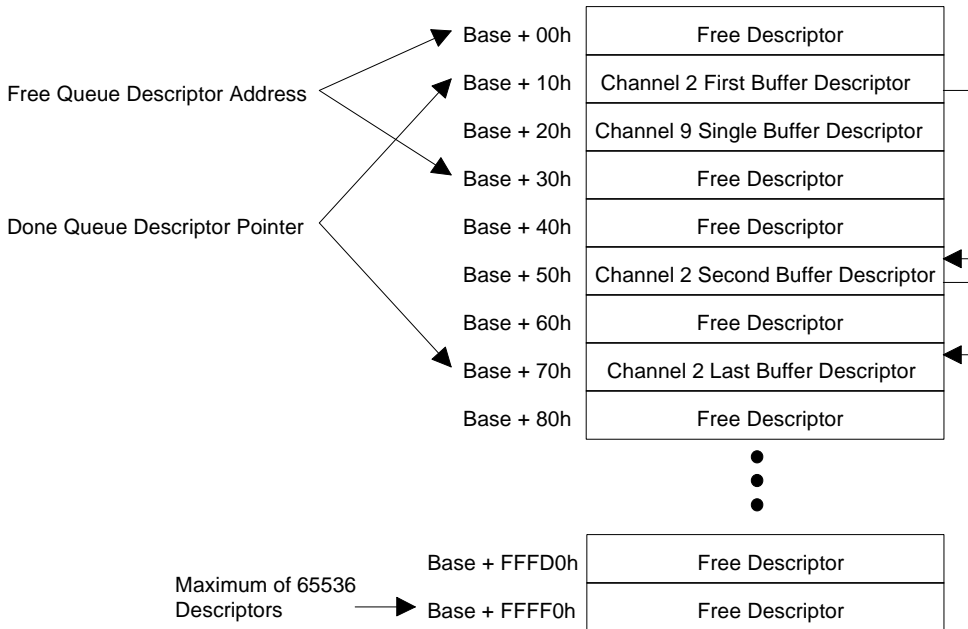 Base + 00h Free Descriptor
Free Queue Descriptor Address
Base + 10h Channel 2 First Buffer Descriptor
Base + 20h Channel 9 Single Buffer Descriptor
Base + 30h Free Descriptor
Done Queue Descriptor Pointer
Base + 40h Free Descriptor
Base + 50h Channel 2 Second Buffer Descriptor
Base + 60h Free Descriptor
Base + 70h Channel 2 Last Buffer Descriptor
Base + 80h Free Descriptor
Base + FFFD0h Free Descriptor
Maximum of 65536
Descriptors
Base + FFFF0h Free Descriptor